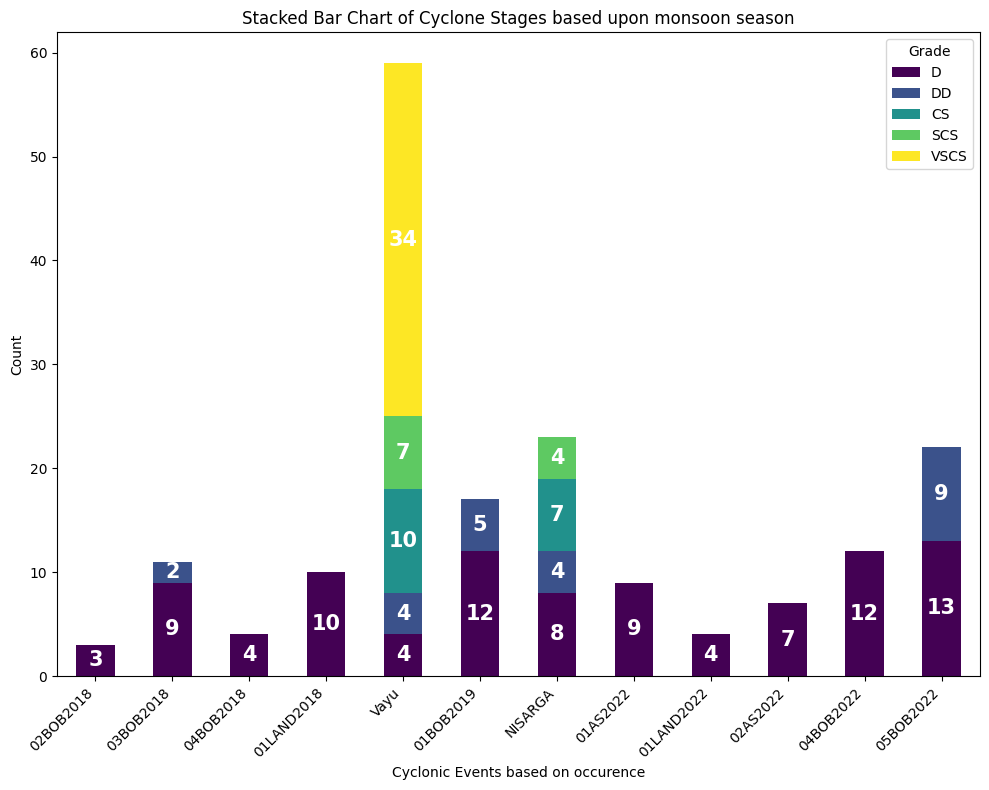 Stacked Bar Chart of Cyclone Stages based upon monsoon season
Grade
D
DD
CS
SCS
VSCS
60
50
40
30
20
10
0
Count
3
9
2
4
10
4
4
10
7
34
12
5
8
4
7
4
9
4
7
12
13
9
02BOB2018
03BOB2018
04BOB2018
01LAND2018
Vayu
01BOB2019
NISARGA
01AS2022
01LAND2022
02AS2022
04BOB2022
05BOB2022
Cyclonic Events based on occurence